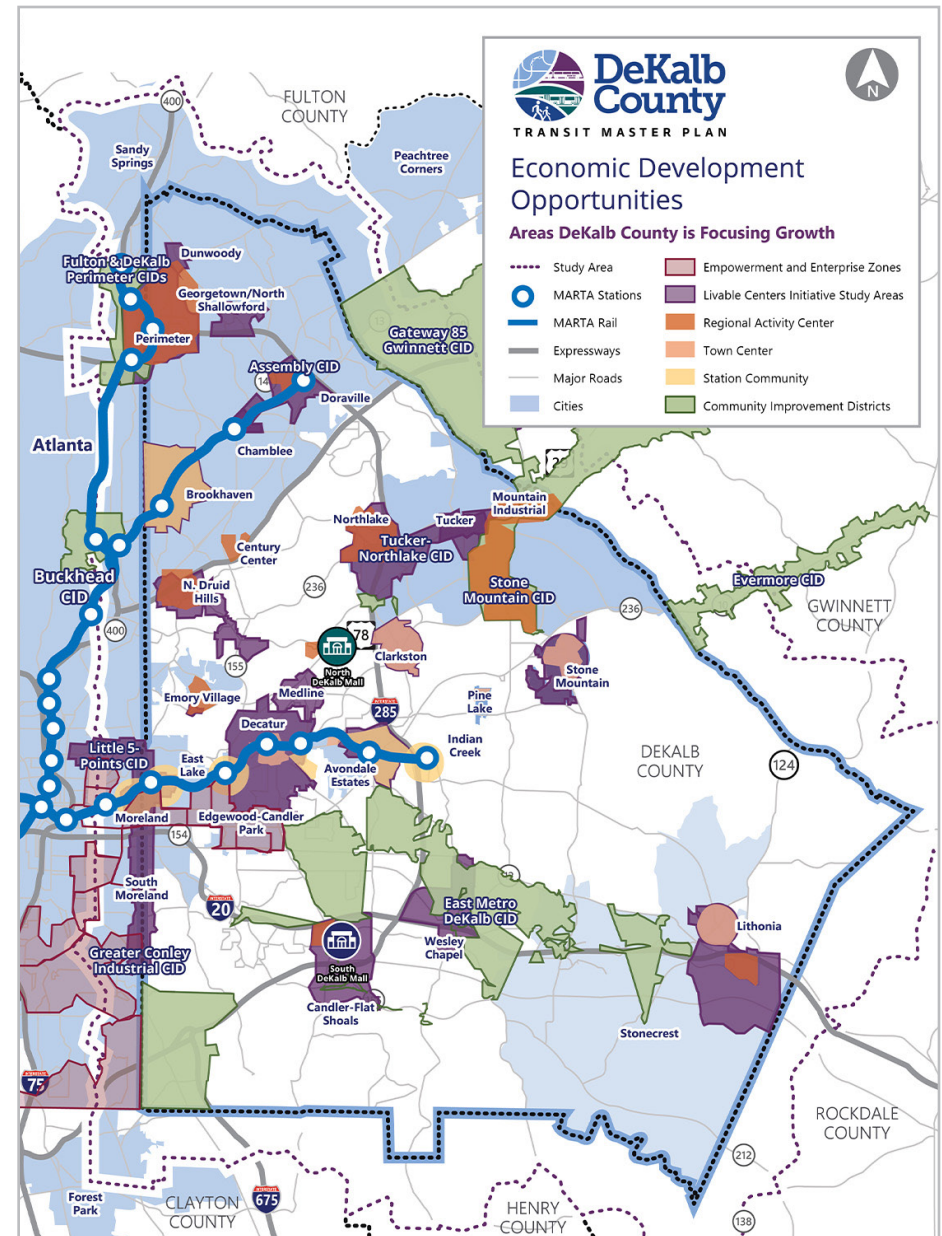 DeKalb
County
TRANSIT MASTER PLAN
N
Economic Development
Opportunities
Areas DeKalb County is Focusing Growth
Study Area
MARTA Stations
MARTA Rail
Expressways
Major Roads
Cities
Empowerment and Enterprise Zones
Livable Centers Initiative Study Areas
Regional Activity Center
Town Center
Station Community
Community Improvement Districts
400
FULTON
COUNTY
Sandy
Springs
Peachtree
Corners
Dunwoody
Fulton & DeKalb
Perimeter CIDs
Georgetown/North
Shallowford
Perimeter
Gateway 85
Gwinnett CID
Assembly CID
Doraville
Atlanta
Chamblee
Brookhaven
Mountain
Industrial
Northlake
Tucker
Tucker-
Northlake CID
Century
Center
Buckhead
CID
N. Druid
Hills
236
Stone
Mountain CID
Evermore CID
236
GWINNETT
COUNTY
400
78
155
North
DeKalb Mall
Clarkston
Stone
Mountain
Emory Village
Medline
INTERSTATE
285
Pine
Lake
Decatur
Indian
Creek
Little 5-
Points CID
East
Lake
Avondale
Estates
DEKALB
COUNTY
124
Moreland
Edgewood-Candler
Park
154
South
Moreland
INTERSTATE
20
East Metro
DeKalb CID
Lithonia
Greater Conley
Industrial CID
Wesley
Chapel
South
DeKalb Mall
Candler-Flat
Shoals
Stonecrest
INTERSTATE
75
ROCKDALE
COUNTY
212
Forest
Park
CLAYTON
COUNTY
INTERSTATE
675
HENRY
COUNTY
138